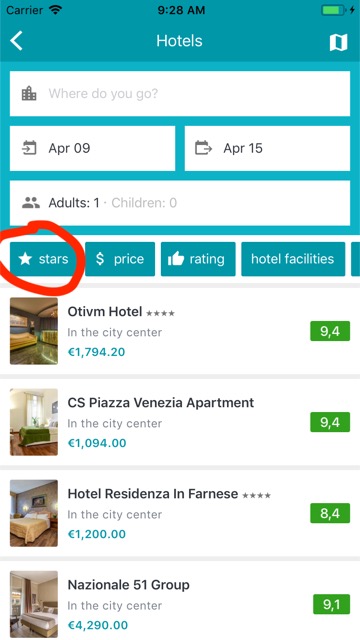 Carrier 9:28 AM
Hotels
Where do you go?
Apr 09 Apr 15
Adults: 1 · Children: 0
stars $ price rating hotel facilities
Otivm Hotel ★★★★
In the city center
€1,794.20
9,4
CS Piazza Venezia Apartment
In the city center
€1,094.00
9,4
Hotel Residenza In Farnese ★★★★
In the city center
€1,200.00
8,4
Nazionale 51 Group
In the city center
€4,290.00
9,1